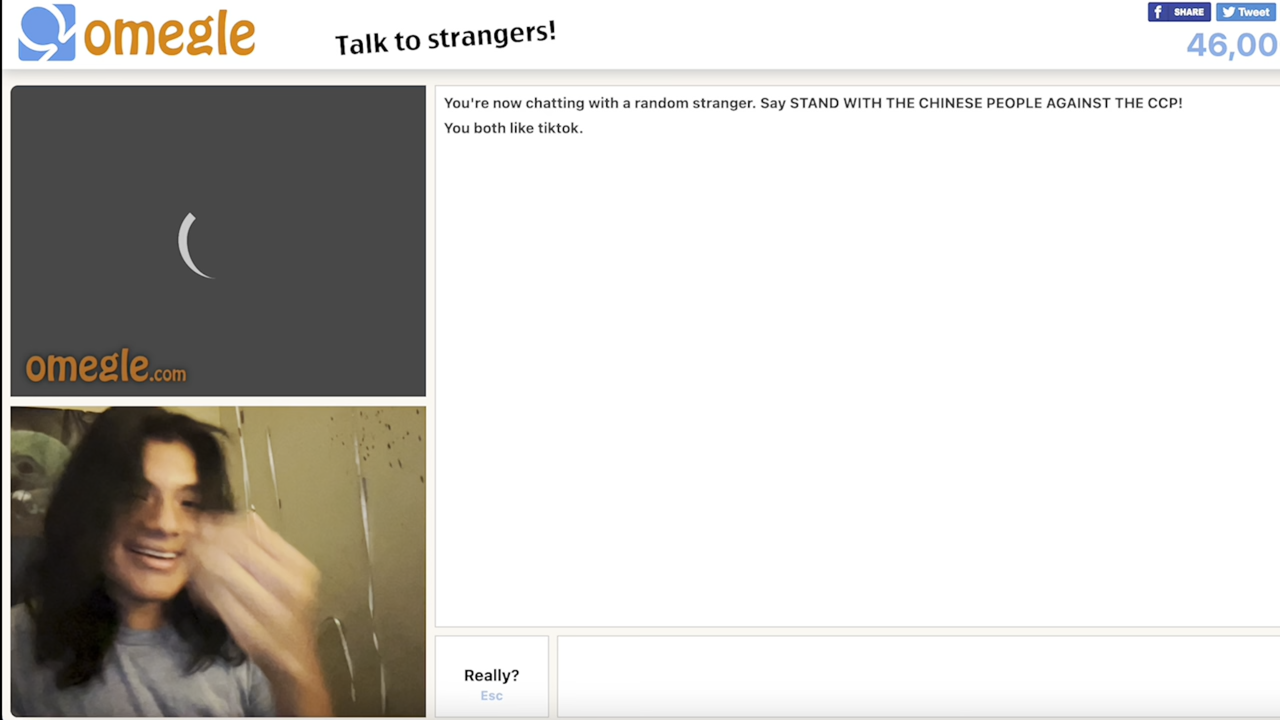 omegle
Talk to strangers!
SHARE
Tweet
46,00
You're now chatting with a random stranger. Say STAND WITH THE CHINESE PEOPLE AGAINST THE CCP!
You both like tiktok.
omegle.com
Really?
Esc